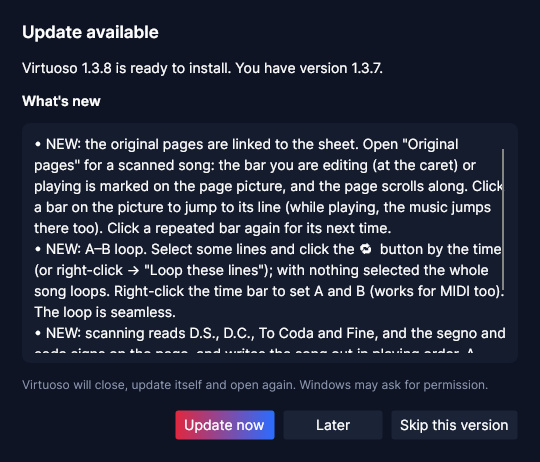 Update available
Virtuoso 1.3.8 is ready to install. You have version 1.3.7.
What's new
• NEW: the original pages are linked to the sheet. Open "Original
pages" for a scanned song: the bar you are editing (at the caret) or
playing is marked on the page picture, and the page scrolls along. Click
a bar on the picture to jump to its line (while playing, the music jumps
there too). Click a repeated bar again for its next time.
• NEW: A–B loop. Select some lines and click the 🔁 button by the time
(or right-click → "Loop these lines"); with nothing selected the whole
song loops. Right-click the time bar to set A and B (works for MIDI too).
The loop is seamless.
• NEW: scanning reads D.S., D.C., To Coda and Fine, and the segno and
coda signs on the page, and writes the song out in playing order. A
Virtuoso will close, update itself and open again. Windows may ask for permission.
Update now
Later
Skip this version